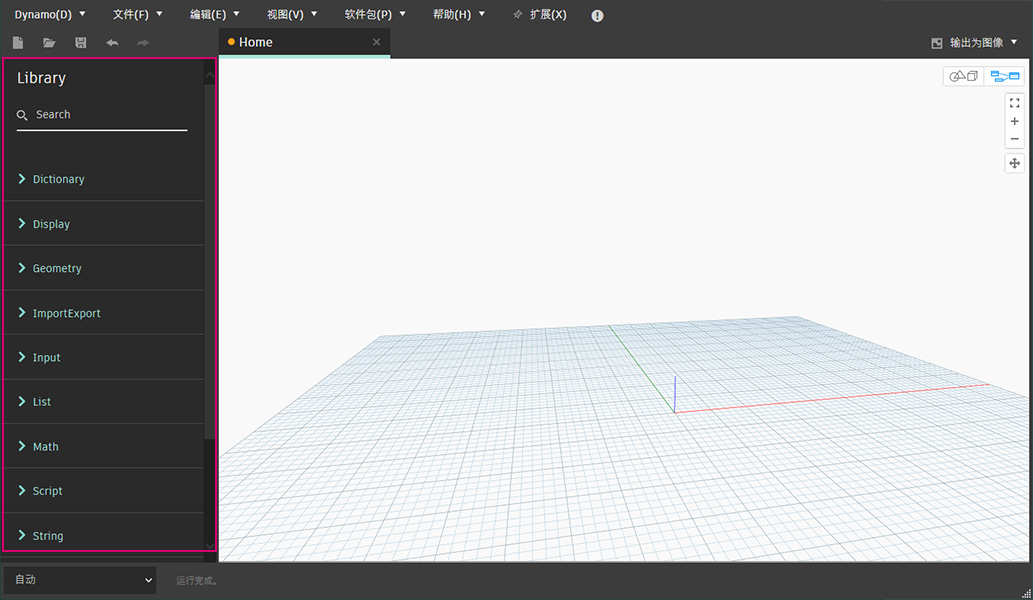 Dynamo(D) 文件(F) 编辑(E) 视图(V) 软件包(P) 帮助(H) 扩展(X)
Home
输出为图像
Library
Search
Dictionary
Display
Geometry
ImportExport
Input
List
Math
Script
String
自动
运行完成。